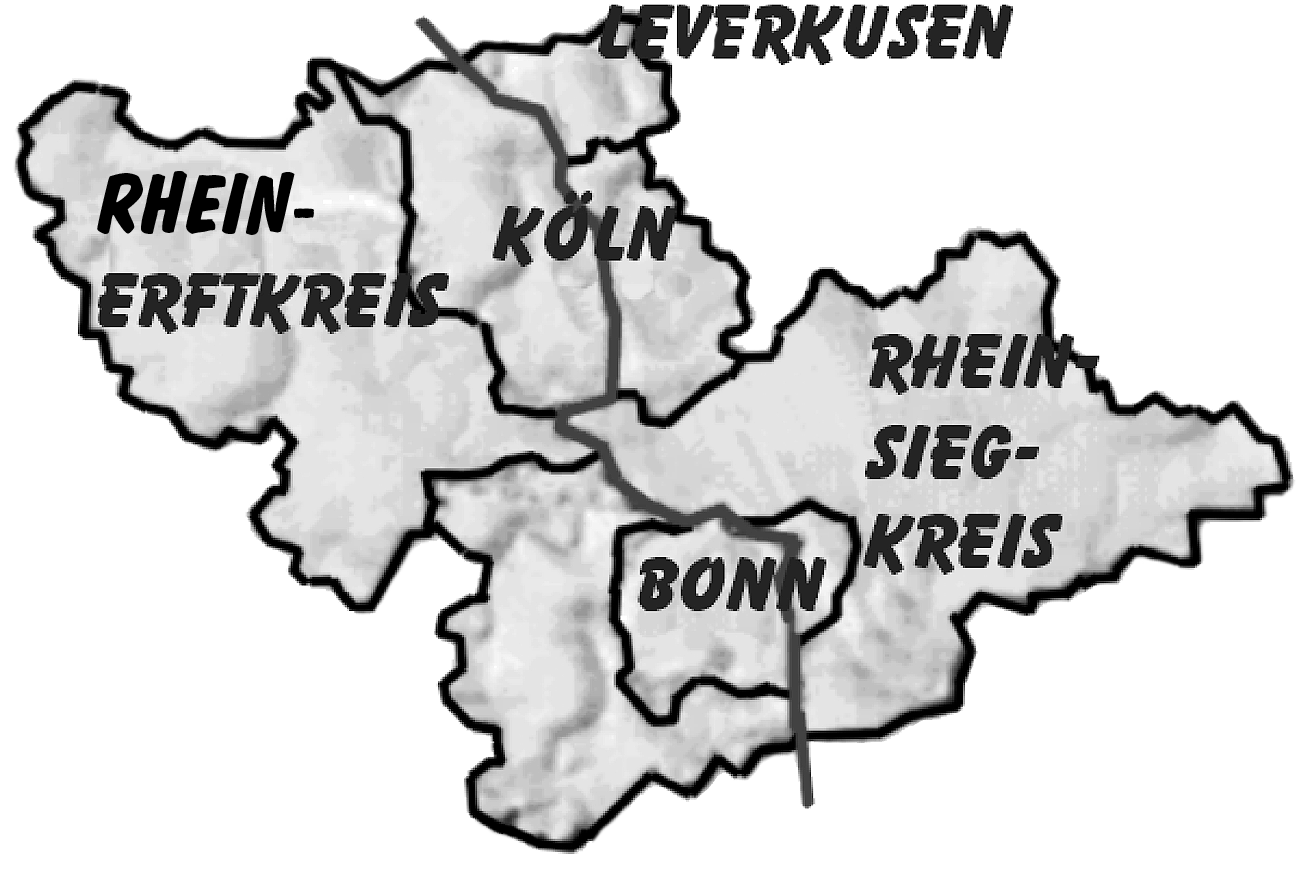 LEVERKUSEN
RHEIN-
ERFTKREIS
KÖLN
RHEIN-
SIEG-
KREIS
BONN